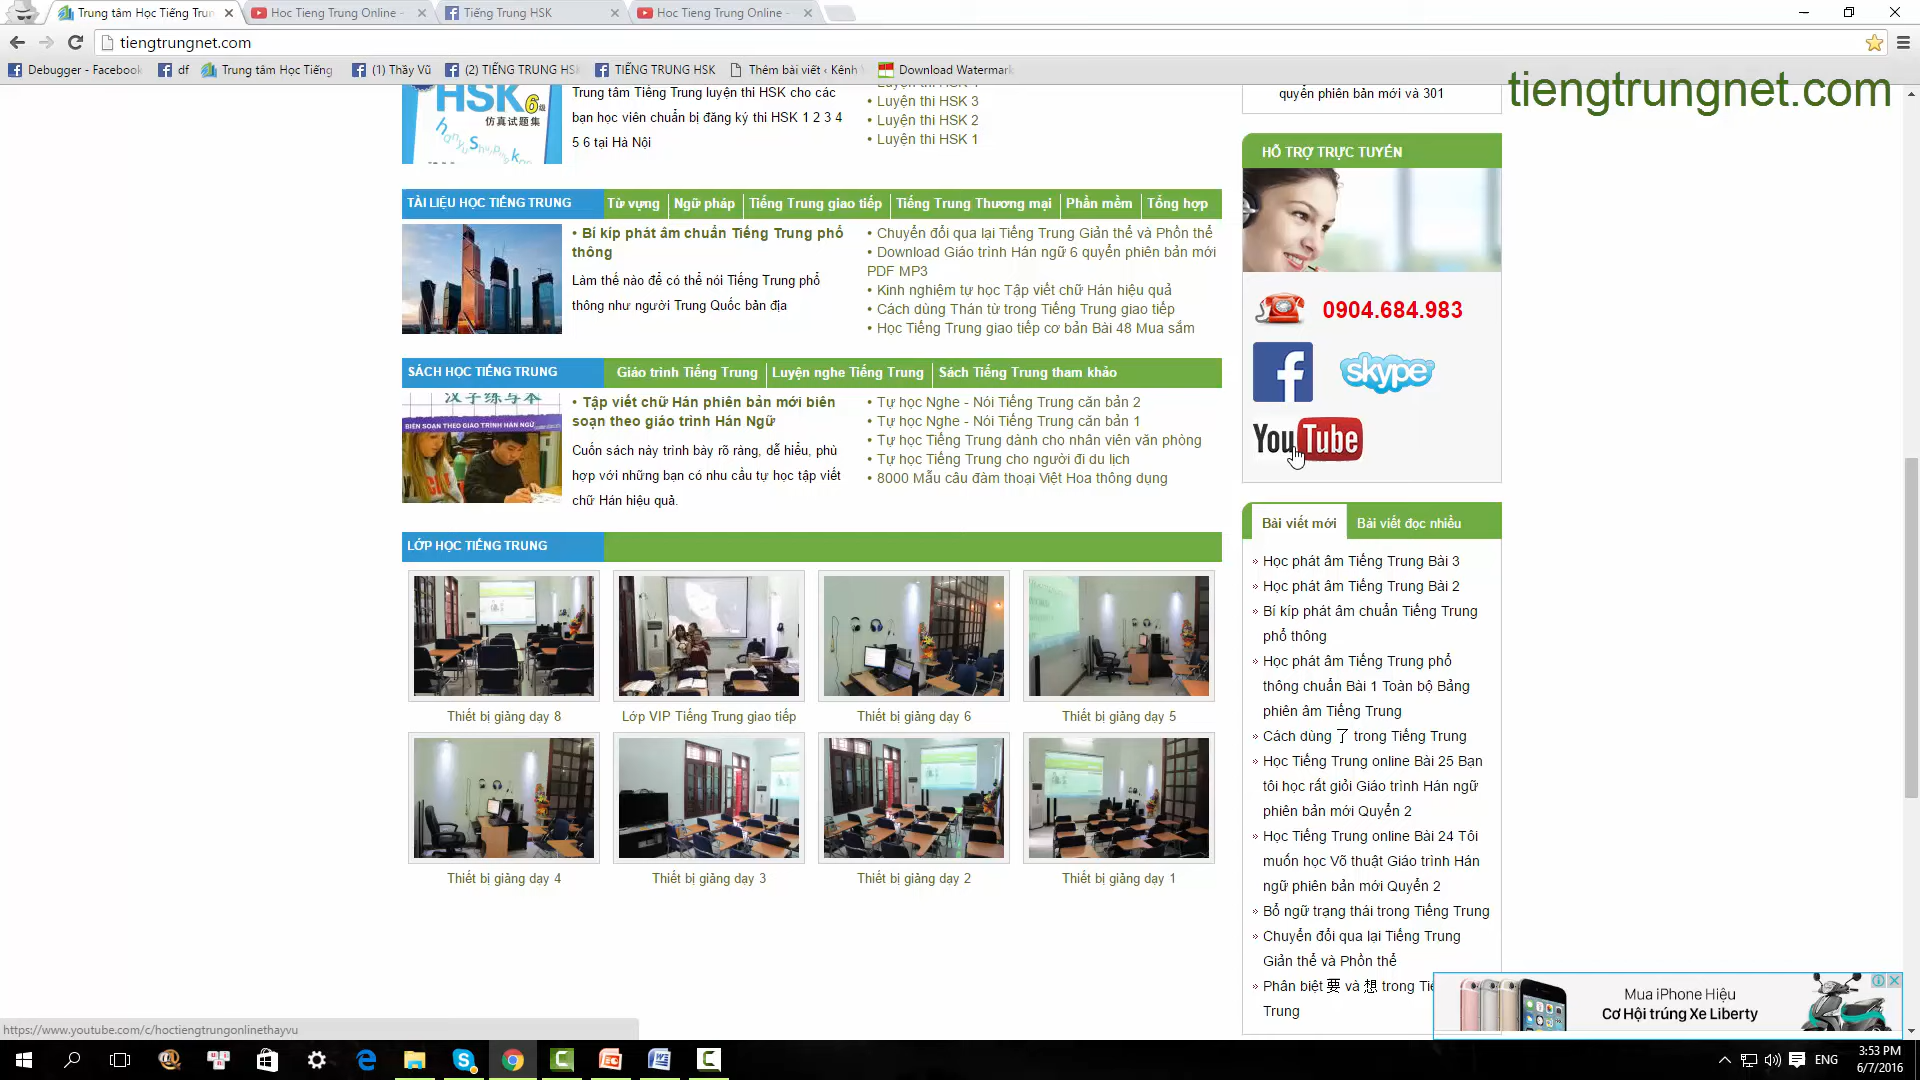 Trung tâm Học Tiếng Trun
Hoc Tieng Trung Online -
Tiếng Trung HSK
Hoc Tieng Trung Online -
tiengtrungnet.com
Debugger - Facebook
df
Trung tâm Học Tiếng
(1) Thầy Vũ
(2) TIẾNG TRUNG HSK
TIẾNG TRUNG HSK
Thêm bài viết ‹ Kênh
Download Watermark
tiengtrungnet.com
HSK 6级
仿真试题集
Trung tâm Tiếng Trung luyện thi HSK cho các
bạn học viên chuẩn bị đăng ký thi HSK 1 2 3 4
5 6 tại Hà Nội
• Luyện thi HSK 3
• Luyện thi HSK 2
• Luyện thi HSK 1
TÀI LIỆU HỌC TIẾNG TRUNG
Từ vựng
Ngữ pháp
Tiếng Trung giao tiếp
Tiếng Trung Thương mại
Phần mềm
Tổng hợp
• Bí kíp phát âm chuẩn Tiếng Trung phổ
thông
Làm thế nào để có thể nói Tiếng Trung phổ
thông như người Trung Quốc bản địa
• Chuyển đổi qua lại Tiếng Trung Giản thể và Phồn thể
• Download Giáo trình Hán ngữ 6 quyển phiên bản mới
PDF MP3
• Kinh nghiệm tự học Tập viết chữ Hán hiệu quả
• Cách dùng Thán từ trong Tiếng Trung giao tiếp
• Học Tiếng Trung giao tiếp cơ bản Bài 48 Mua sắm
SÁCH HỌC TIẾNG TRUNG
Giáo trình Tiếng Trung
Luyện nghe Tiếng Trung
Sách Tiếng Trung tham khảo
汉字练写本
BIÊN SOẠN THEO GIÁO TRÌNH HÁN NGỮ
• Tập viết chữ Hán phiên bản mới biên
soạn theo giáo trình Hán Ngữ
Cuốn sách này trình bày rõ ràng, dễ hiểu, phù
hợp với những bạn có nhu cầu tự học tập viết
chữ Hán hiệu quả.
• Tự học Nghe - Nói Tiếng Trung căn bản 2
• Tự học Nghe - Nói Tiếng Trung căn bản 1
• Tự học Tiếng Trung dành cho nhân viên văn phòng
• Tự học Tiếng Trung cho người đi du lịch
• 8000 Mẫu câu đàm thoại Việt Hoa thông dụng
LỚP HỌC TIẾNG TRUNG
Thiết bị giảng dạy 8
Lớp VIP Tiếng Trung giao tiếp
Thiết bị giảng dạy 6
Thiết bị giảng dạy 5
Thiết bị giảng dạy 4
Thiết bị giảng dạy 3
Thiết bị giảng dạy 2
Thiết bị giảng dạy 1
quyển phiên bản mới và 301
HỖ TRỢ TRỰC TUYẾN
0904.684.983
skype
YouTube
Bài viết mới
Bài viết đọc nhiều
Học phát âm Tiếng Trung Bài 3
Học phát âm Tiếng Trung Bài 2
Bí kíp phát âm chuẩn Tiếng Trung
phổ thông
Học phát âm Tiếng Trung phổ
thông chuẩn Bài 1 Toàn bộ Bảng
phiên âm Tiếng Trung
Cách dùng 了 trong Tiếng Trung
Học Tiếng Trung online Bài 25 Bạn
tôi học rất giỏi Giáo trình Hán ngữ
phiên bản mới Quyển 2
Học Tiếng Trung online Bài 24 Tôi
muốn học Võ thuật Giáo trình Hán
ngữ phiên bản mới Quyển 2
Bổ ngữ trạng thái trong Tiếng Trung
Chuyển đổi qua lại Tiếng Trung
Giản thể và Phồn thể
Phân biệt 要 và 想 trong Tiế
Trung
Mua iPhone Hiệu
Cơ Hội trúng Xe Liberty
https://www.youtube.com/c/hoctiengtrungonlinethayvu
ENG
3:53 PM
6/7/2016